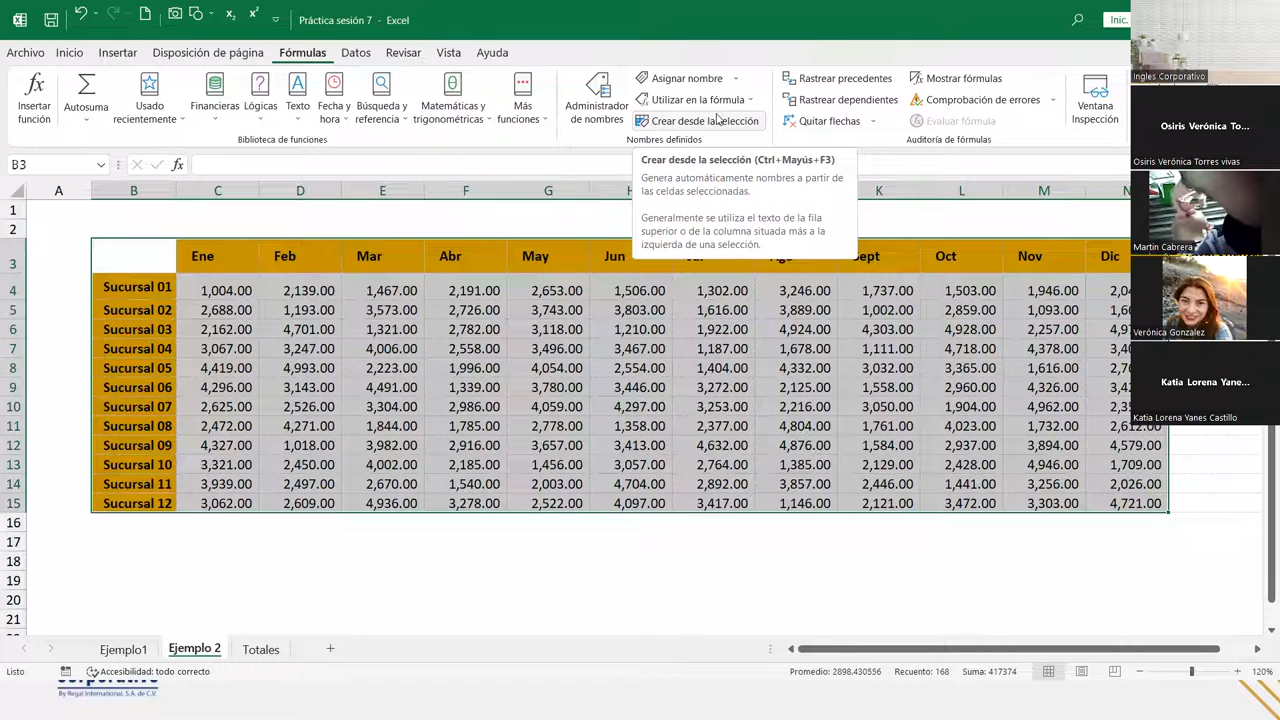 Práctica sesión 7 - Excel
Inic.
Archivo Inicio Insertar Disposición de página Fórmulas Datos Revisar Vista Ayuda
Insertar función
Autosuma
Usado recientemente
Financieras
Lógicas
Texto
Fecha y hora
Búsqueda y referencia
Matemáticas y trigonométricas
Más funciones
Biblioteca de funciones
Administrador de nombres
Asignar nombre
Utilizar en la fórmula
Crear desde la selección
Nombres definidos
Rastrear precedentes
Rastrear dependientes
Quitar flechas
Mostrar fórmulas
Comprobación de errores
Evaluar fórmula
Auditoría de fórmulas
Ventana Inspección
B3
fx
Crear desde la selección (Ctrl+Mayús+F3)
Genera automáticamente nombres a partir de
las celdas seleccionadas.
Generalmente se utiliza el texto de la fila
superior o de la columna situada más a la
izquierda de una selección.
A B C D E F G H K L M N
1
2
3 Ene Feb Mar Abr May Jun Sept Oct Nov Dic
4 Sucursal 01 1,004.00 2,139.00 1,467.00 2,191.00 2,653.00 1,506.00 1,302.00 3,246.00 1,737.00 1,503.00 1,946.00
5 Sucursal 02 2,688.00 1,193.00 3,573.00 2,726.00 3,743.00 3,803.00 1,616.00 3,889.00 1,002.00 2,859.00 1,093.00
6 Sucursal 03 2,162.00 4,701.00 1,321.00 2,782.00 3,118.00 1,210.00 1,922.00 4,924.00 4,303.00 4,928.00 2,257.00
7 Sucursal 04 3,067.00 3,247.00 4,006.00 2,558.00 3,496.00 3,467.00 1,187.00 1,673.00 1,111.00 4,718.00 4,378.00
8 Sucursal 05 4,419.00 4,993.00 2,223.00 1,996.00 4,054.00 2,554.00 1,404.00 4,332.00 3,032.00 3,365.00 1,616.00
9 Sucursal 06 4,296.00 3,143.00 4,491.00 1,339.00 3,780.00 3,446.00 3,272.00 2,125.00 1,558.00 2,960.00 4,326.00
10 Sucursal 07 2,625.00 2,526.00 3,304.00 2,986.00 4,059.00 4,297.00 3,253.00 2,216.00 3,050.00 1,904.00 4,962.00
11 Sucursal 08 2,472.00 4,271.00 1,844.00 4,175.00 2,778.00 1,358.00 2,377.00 4,804.00 1,761.00 4,023.00 1,732.00 2,612.00
12 Sucursal 09 4,327.00 1,018.00 3,982.00 2,916.00 3,657.00 3,413.00 4,632.00 4,876.00 1,584.00 2,937.00 3,894.00 4,579.00
13 Sucursal 10 3,321.00 2,450.00 4,002.00 2,185.00 1,456.00 3,057.00 2,764.00 1,385.00 2,129.00 2,428.00 4,946.00 1,709.00
14 Sucursal 11 3,939.00 2,497.00 2,670.00 1,540.00 2,003.00 4,704.00 2,892.00 3,857.00 2,446.00 1,441.00 3,256.00 2,026.00
15 Sucursal 12 3,062.00 2,609.00 4,936.00 3,278.00 2,522.00 4,097.00 3,417.00 1,146.00 2,121.00 3,472.00 3,303.00 4,721.00
16
17
18
19
20
21
Ejemplo1 Ejemplo 2 Totales
Listo Accesibilidad: todo correcto Promedio: 2898.430556 Recuento: 168 Suma: 417374 120%
By Regal International, S.A. de C.V.
Ingles Corporativo
Osiris Verónica To...
Osiris Verónica Torres vivas
Martín Cabrera
Verónica Gonzalez
Katia Lorena Yane...
Katia Lorena Yanes Castillo